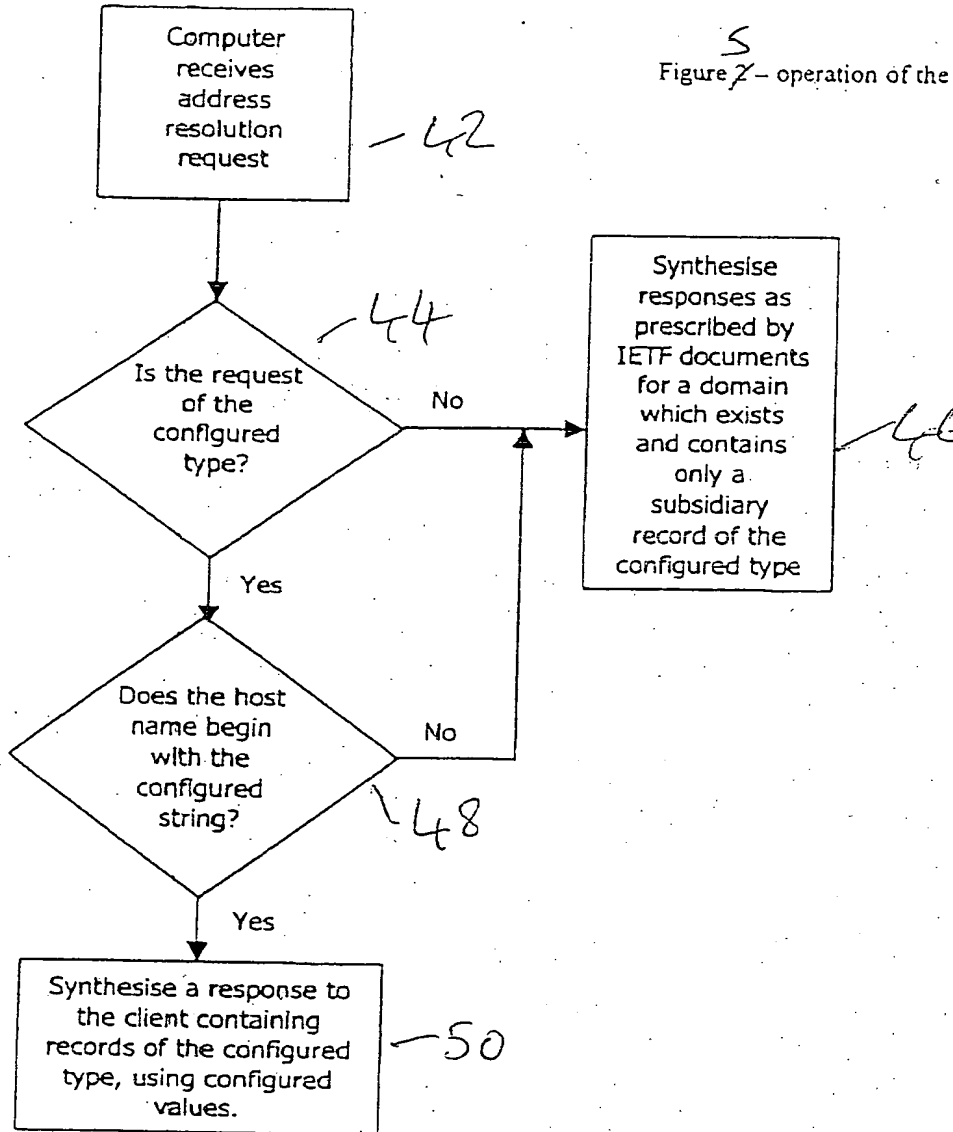 5
Figure 2 – operation of the
Computer
receives
address
resolution
request
42
Is the request
of the
configured
type?
44
No
Synthesise
responses as
prescribed by
IETF documents
for a domain
which exists
and contains
only a
subsidiary
record of the
configured type
Yes
Does the host
name begin
with the
configured
string?
No
48
Yes
Synthesise a response to
the client containing
records of the configured
type, using configured
values.
50